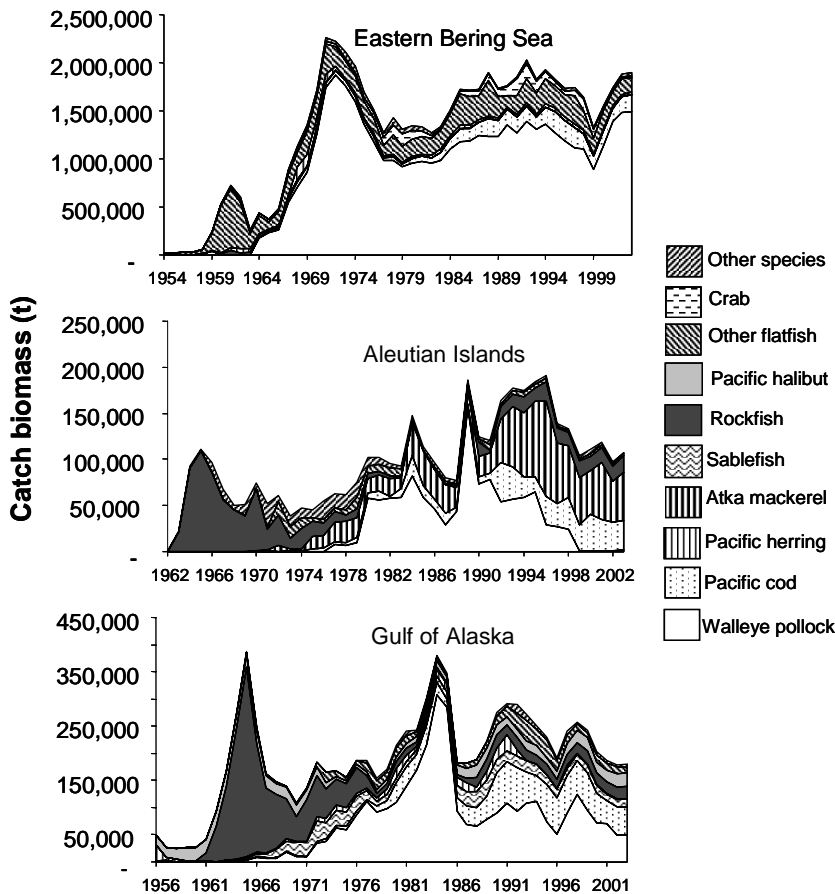 Catch biomass (t)
Eastern Bering Sea
2,500,000
2,000,000
1,500,000
1,000,000
500,000
-
1954 1959 1964 1969 1974 1979 1984 1989 1994 1999
Aleutian Islands
250,000
200,000
150,000
100,000
50,000
-
1962 1966 1970 1974 1978 1982 1986 1990 1994 1998 2002
Gulf of Alaska
450,000
350,000
250,000
150,000
50,000
-
1956 1961 1966 1971 1976 1981 1986 1991 1996 2001
Other species
Crab
Other flatfish
Pacific halibut
Rockfish
Sablefish
Atka mackerel
Pacific herring
Pacific cod
Walleye pollock